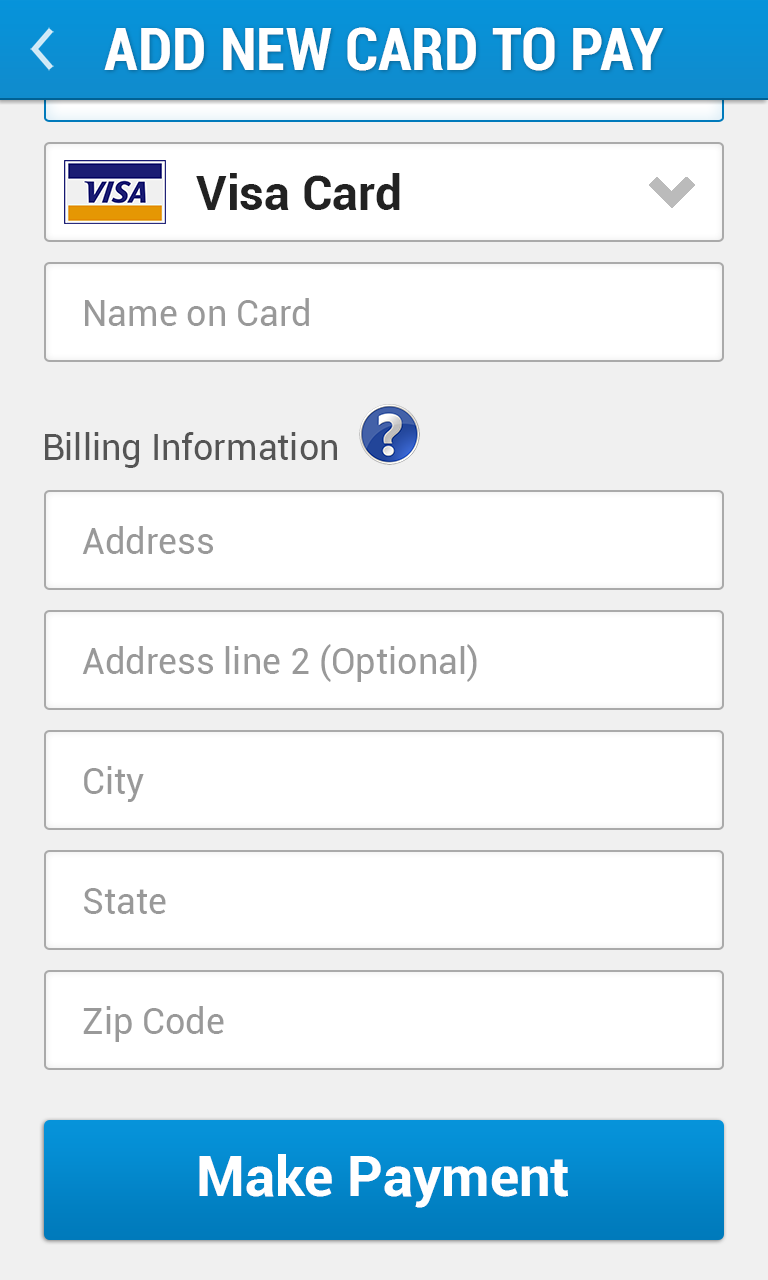 ADD NEW CARD TO PAY
VISA Visa Card
Name on Card
Billing Information ?
Address
Address line 2 (Optional)
City
State
Zip Code
Make Payment